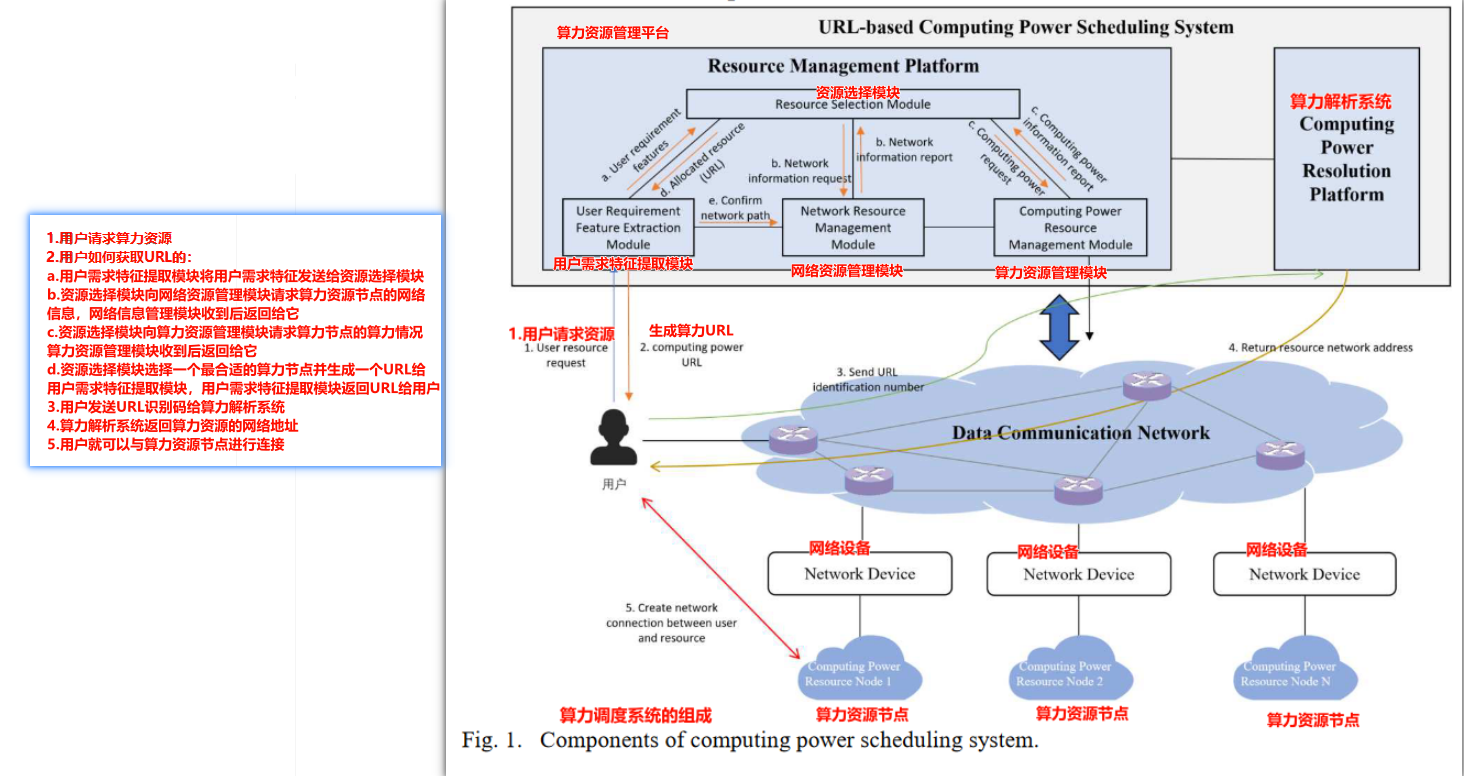 1.用户请求算力资源
2.用户如何获取URL的：
a.用户需求特征提取模块将用户需求特征发送给资源选择模块
b.资源选择模块向网络资源管理模块请求算力资源节点的网络
信息，网络信息管理模块收到后返回给它
c.资源选择模块向算力资源管理模块请求算力节点的算力情况
算力资源管理模块收到后返回给它
d.资源选择模块选择一个最合适的算力节点并生成一个URL给
用户需求特征提取模块，用户需求特征提取模块返回URL给用户
3.用户发送URL识别码给算力解析系统
4.算力解析系统返回算力资源的网络地址
5.用户就可以与算力资源节点进行连接
URL-based Computing Power Scheduling System
算力资源管理平台
Resource Management Platform
资源选择模块
Resource Selection Module
a. User requirement
features
d. Allocated resource
(URL)
b. Network
information request
b. Network
information report
c. Computing power
request
c. Computing power
information report
e. Confirm
network path
User Requirement
Feature Extraction
Module
用户需求特征提取模块
Network Resource
Management
Module
网络资源管理模块
Computing Power
Resource
Management Module
算力资源管理模块
算力解析系统
Computing
Power
Resolution
Platform
1.用户请求资源
1. User resource
request
生成算力URL
2. computing power
URL
3. Send URL
identification number
4. Return resource network address
Data Communication Network
用户
网络设备
Network Device
网络设备
Network Device
网络设备
Network Device
5. Create network
connection between user
and resource
Computing Power
Resource Node 1
Computing Power
Resource Node 2
Computing Power
Resource Node N
算力调度系统的组成
算力资源节点
算力资源节点
算力资源节点
Fig. 1. Components of computing power scheduling system.